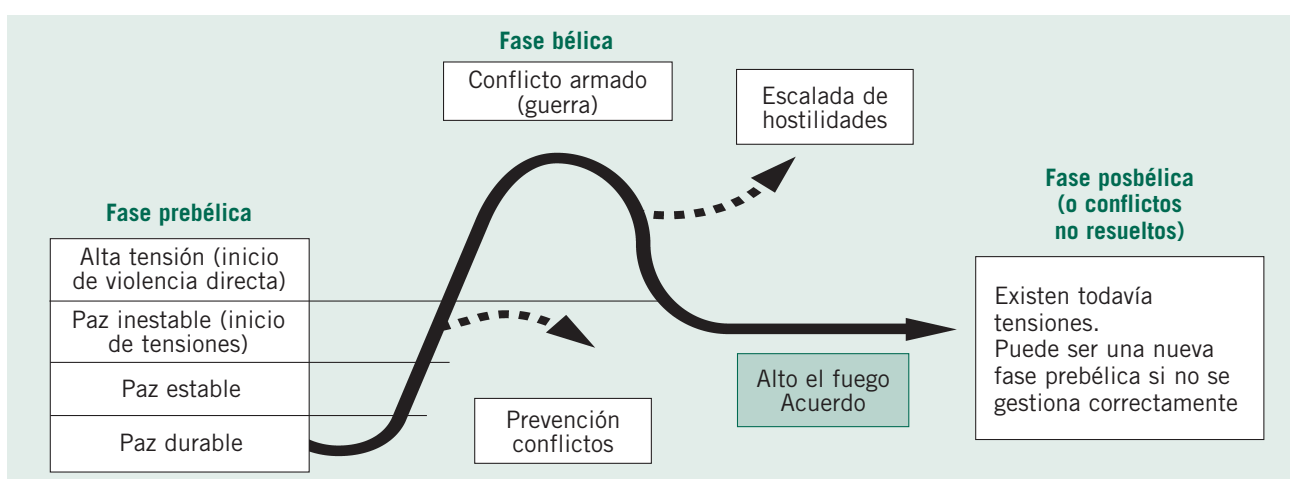 Fase bélica
Conflicto armado
(guerra)
Escalada de
hostilidades
Fase prebélica
Alta tensión (inicio
de violencia directa)
Paz inestable (inicio
de tensiones)
Paz estable
Paz durable
Prevención
conflictos
Alto el fuego
Acuerdo
Fase posbélica
(o conflictos
no resueltos)
Existen todavía
tensiones.
Puede ser una nueva
fase prebélica si no se
gestiona correctamente